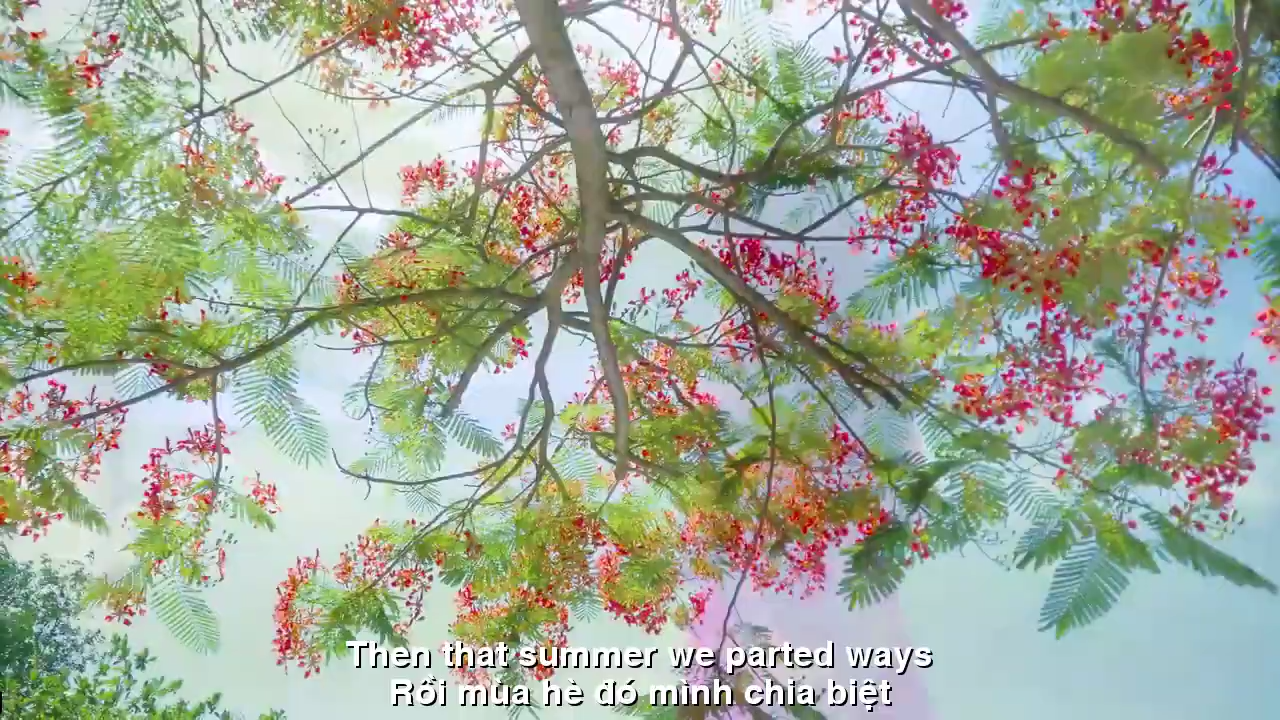 Then that summer we parted ways
Rồi mùa hè đó mình chia biệt